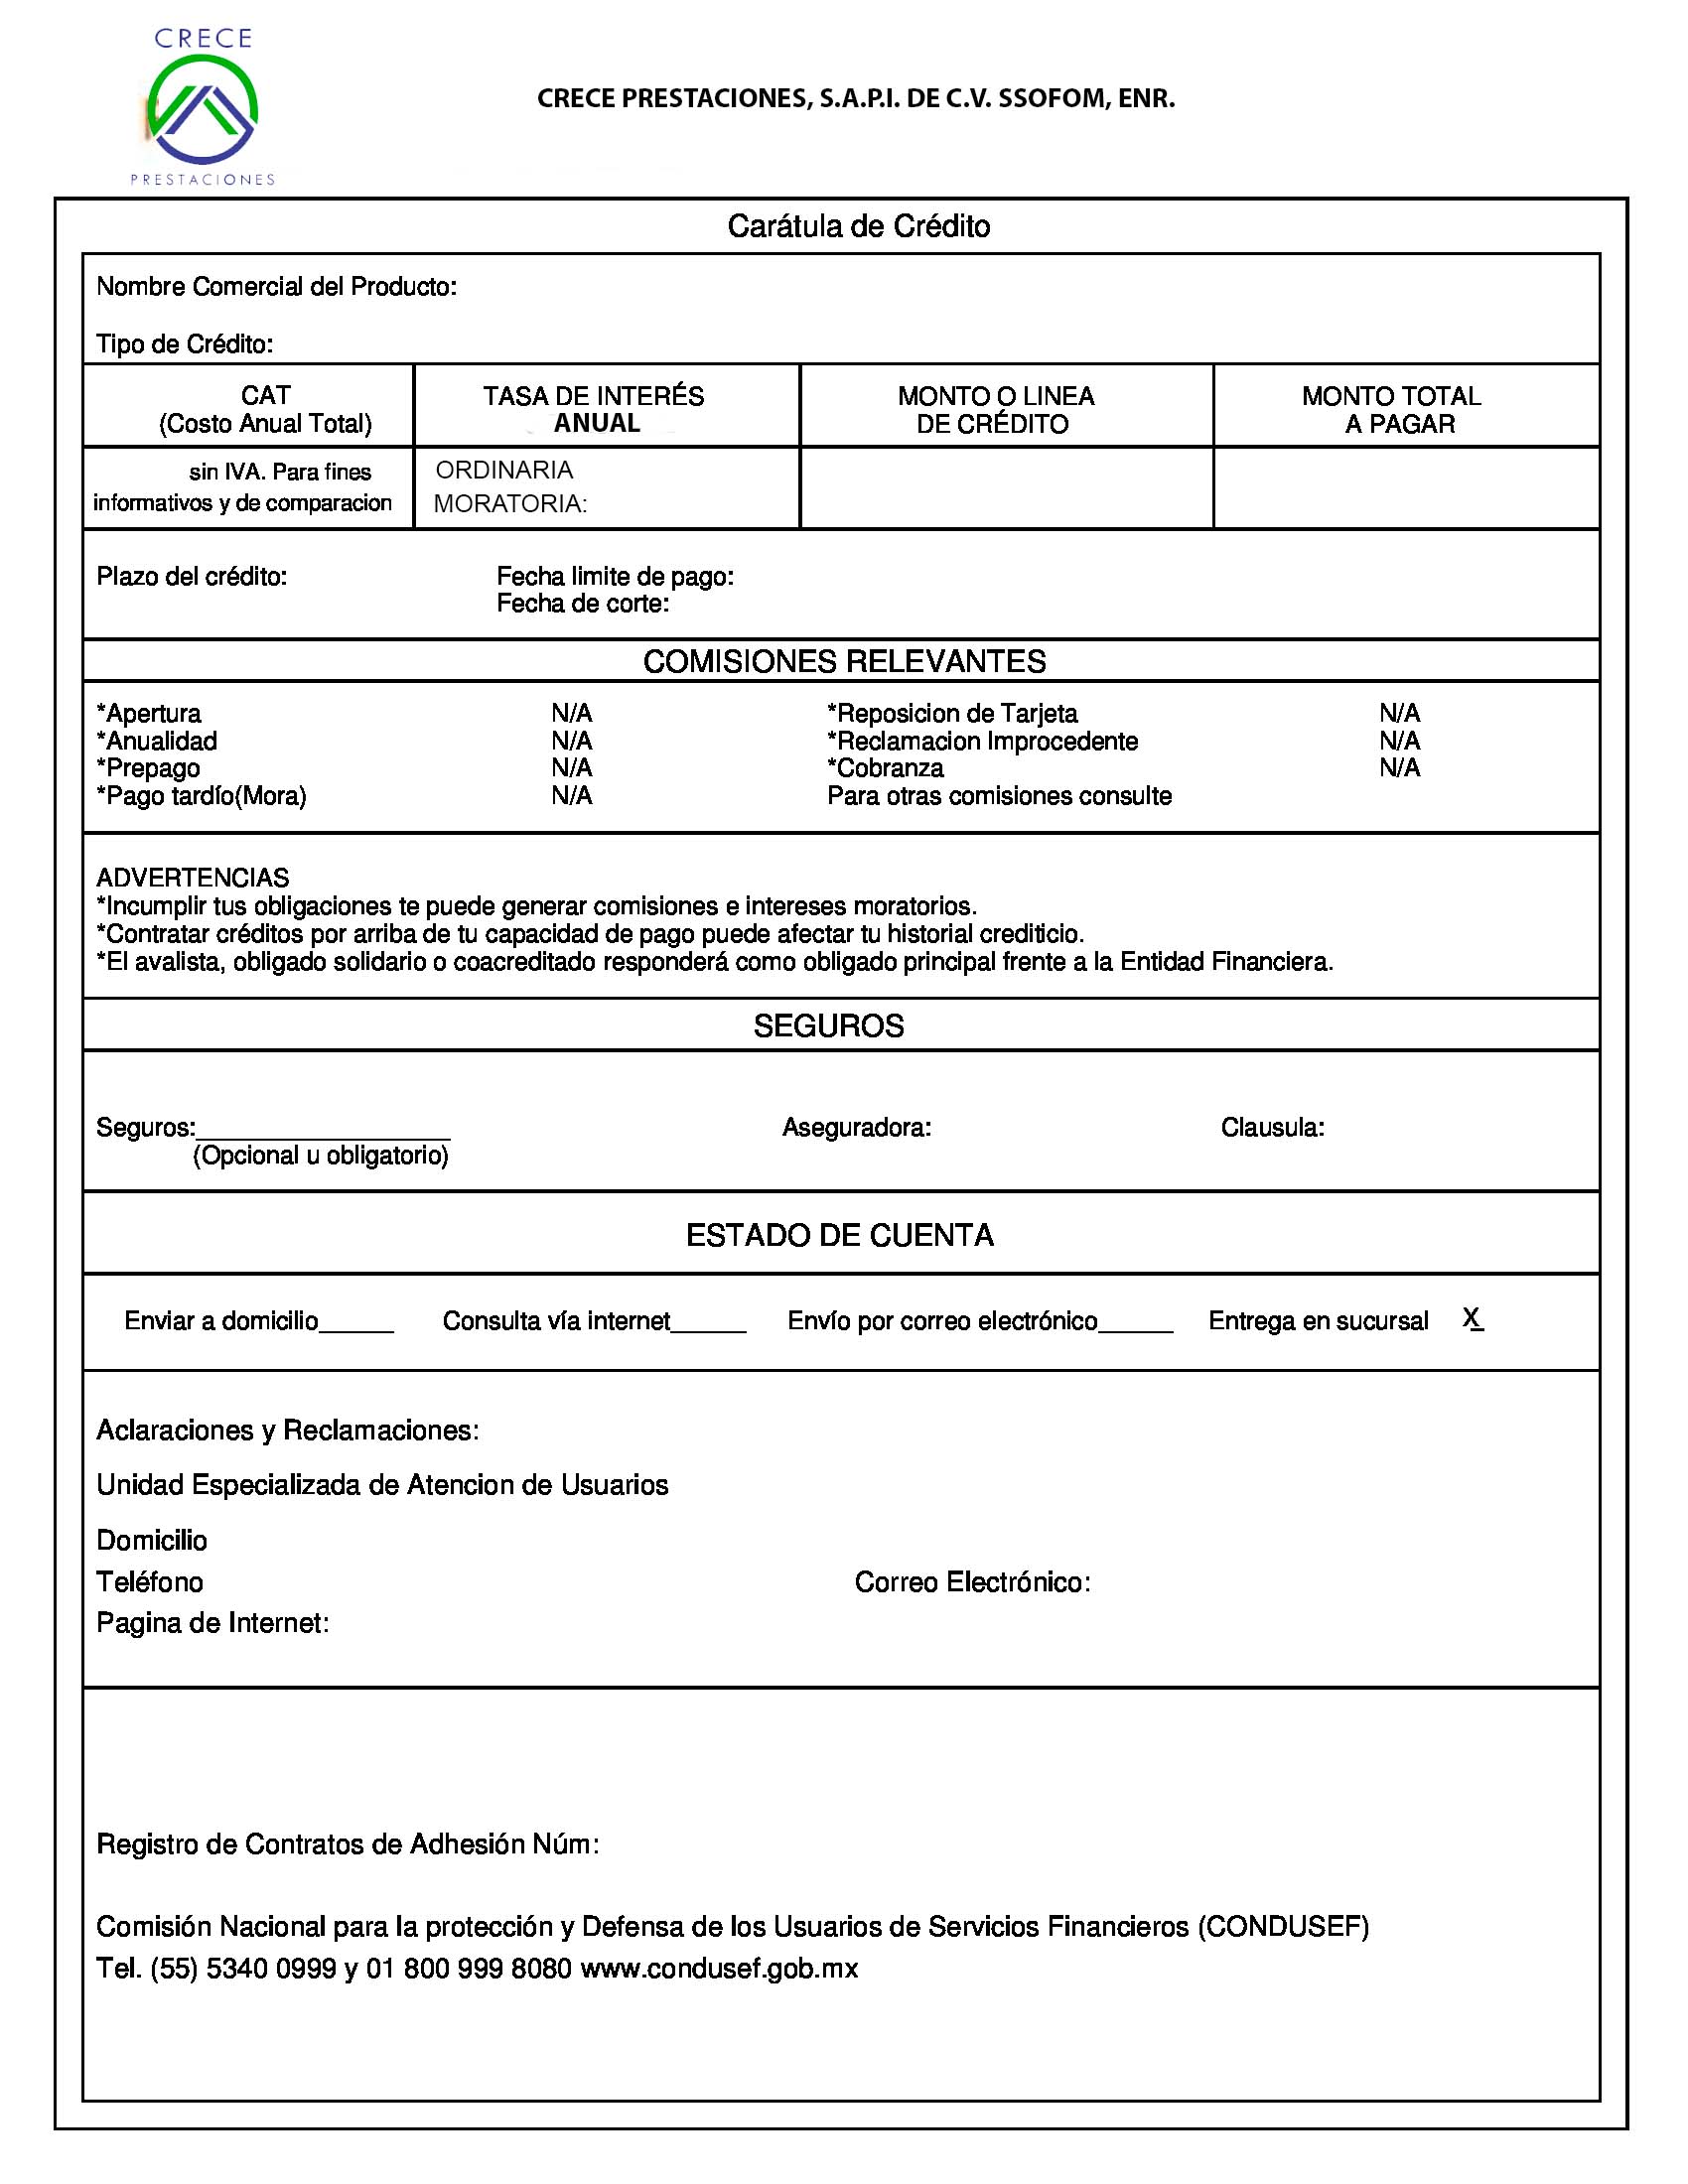 CRECE
PRESTACIONES
CRECE PRESTACIONES, S.A.P.I. DE C.V. SSOFOM, ENR.
Carátula de Crédito
Nombre Comercial del Producto:
Tipo de Crédito:
CAT
(Costo Anual Total)
TASA DE INTERÉS
ANUAL
MONTO O LINEA
DE CRÉDITO
MONTO TOTAL
A PAGAR
sin IVA. Para fines
informativos y de comparacion
ORDINARIA
MORATORIA:
Plazo del crédito:
Fecha limite de pago:
Fecha de corte:
COMISIONES RELEVANTES
*Apertura N/A *Reposicion de Tarjeta N/A
*Anualidad N/A *Reclamacion Improcedente N/A
*Prepago N/A *Cobranza N/A
*Pago tardío(Mora) N/A Para otras comisiones consulte
ADVERTENCIAS
*Incumplir tus obligaciones te puede generar comisiones e intereses moratorios.
*Contratar créditos por arriba de tu capacidad de pago puede afectar tu historial crediticio.
*El avalista, obligado solidario o coacreditado responderá como obligado principal frente a la Entidad Financiera.
SEGUROS
Seguros:__________________ Aseguradora: Clausula:
(Opcional u obligatorio)
ESTADO DE CUENTA
Enviar a domicilio_____ Consulta vía internet_____ Envío por correo electrónico_____ Entrega en sucursal X_
Aclaraciones y Reclamaciones:
Unidad Especializada de Atencion de Usuarios
Domicilio
Teléfono Correo Electrónico:
Pagina de Internet:
Registro de Contratos de Adhesión Núm:
Comisión Nacional para la protección y Defensa de los Usuarios de Servicios Financieros (CONDUSEF)
Tel. (55) 5340 0999 y 01 800 999 8080 www.condusef.gob.mx